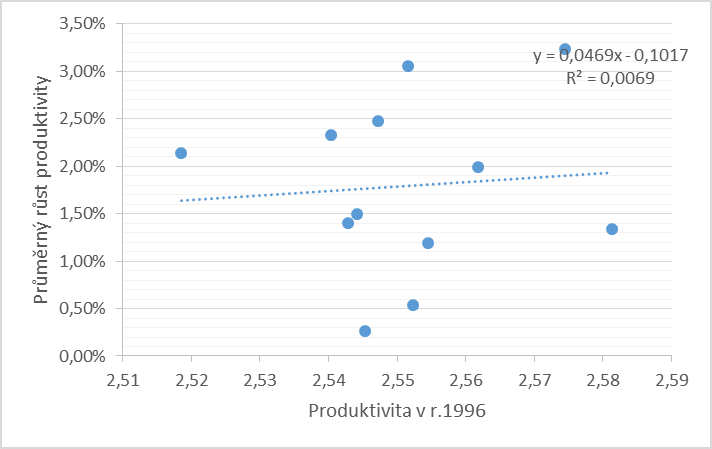 3,50%
3,00%
2,50%
2,00%
1,50%
1,00%
0,50%
0,00%
Průměrný růst produktivity
y = 0,0469x - 0,1017
R² = 0,0069
2,51 2,52 2,53 2,54 2,55 2,56 2,57 2,58 2,59
Produktivita v r.1996